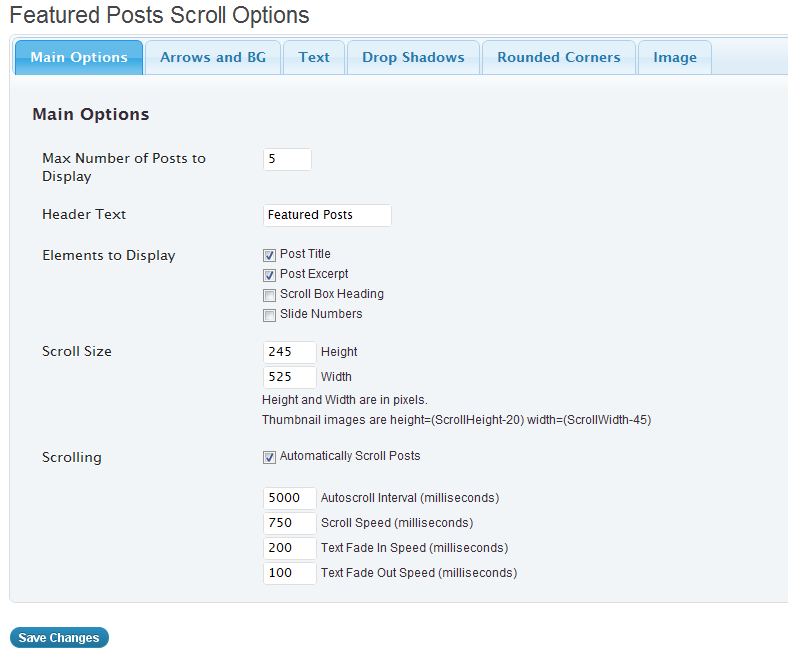 Featured Posts Scroll Options
Main Options Arrows and BG Text Drop Shadows Rounded Corners Image
Main Options
Max Number of Posts to
Display
5
Header Text
Featured Posts
Elements to Display
Post Title
Post Excerpt
Scroll Box Heading
Slide Numbers
Scroll Size
245 Height
525 Width
Height and Width are in pixels.
Thumbnail images are height=(ScrollHeight-20) width=(ScrollWidth-45)
Scrolling
Automatically Scroll Posts
5000 Autoscroll Interval (milliseconds)
750 Scroll Speed (milliseconds)
200 Text Fade In Speed (milliseconds)
100 Text Fade Out Speed (milliseconds)
Save Changes